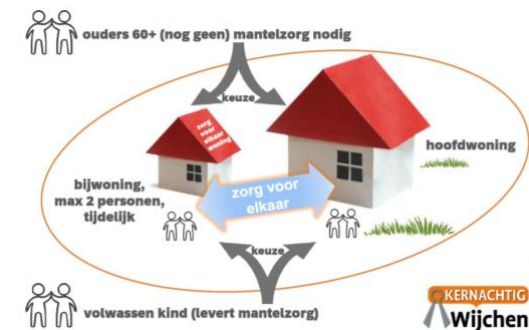 ouders 60+ (nog geen) mantelzorg nodig
keuze
zorg
voor
elkaar
woning
hoofdwoning
bijwoning,
max 2 personen,
tijdelijk
zorg voor
elkaar
keuze
volwassen kind (levert mantelzorg)
KERNACHTIG
Wijchen